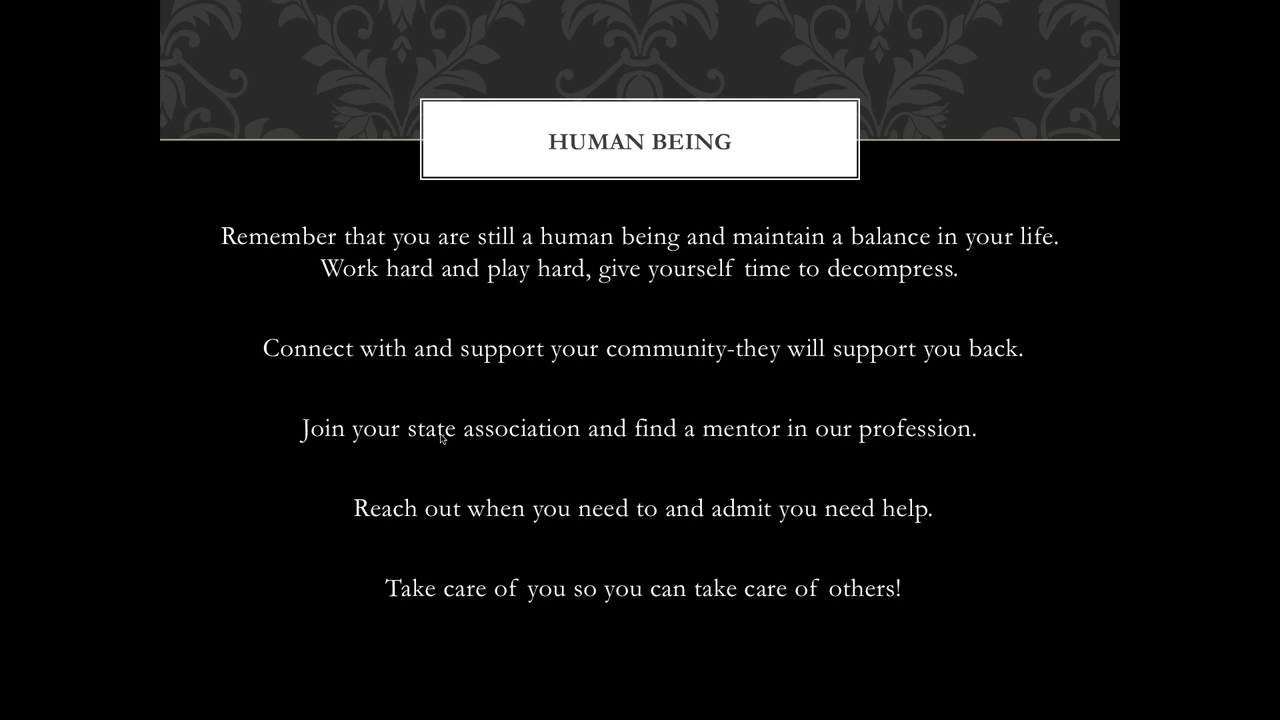 HUMAN BEING
Remember that you are still a human being and maintain a balance in your life.
Work hard and play hard, give yourself time to decompress.
Connect with and support your community-they will support you back.
Join your state association and find a mentor in our profession.
Reach out when you need to and admit you need help.
Take care of you so you can take care of others!